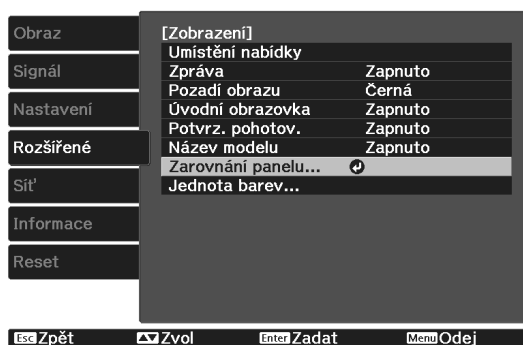 Obraz
Signál
Nastavení
Rozšířené
Síť
Informace
Reset
[Zobrazení]
Umístění nabídky
Zpráva Zapnuto
Pozadí obrazu Černá
Úvodní obrazovka Zapnuto
Potvrz. pohotov. Zapnuto
Název modelu Zapnuto
Zarovnání panelu...
Jednota barev...
Esc Zpět Zvol Enter Zadat Menu Odej